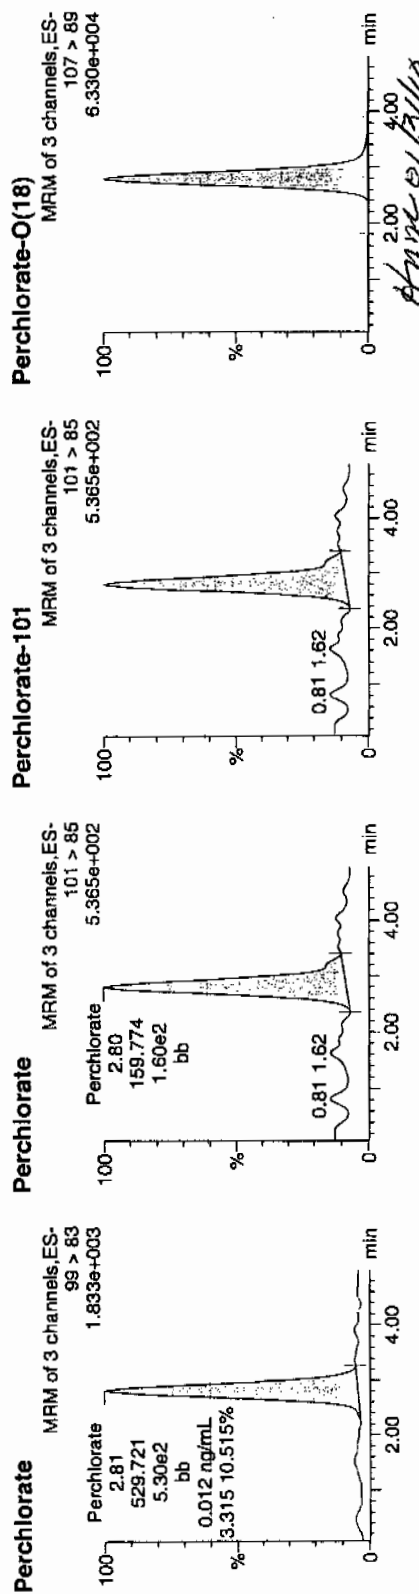 Perchlorate
MRM of 3 channels,ES-
99 > 83
1.833e+003
100
%
0
Perchlorate
2.81
529.721
5.30e2
bb
0.012 ng/mL
3.315 10.515%
2.00
4.00
min
Perchlorate
MRM of 3 channels,ES-
101 > 85
5.365e+002
100
%
0
Perchlorate
2.80
159.774
1.60e2
bb
0.81 1.62
2.00
4.00
min
Perchlorate-101
MRM of 3 channels,ES-
101 > 85
5.365e+002
100
%
0
0.81 1.62
2.00
4.00
min
Perchlorate-O(18)
MRM of 3 channels,ES-
107 > 89
6.330e+004
100
%
0
2.00
4.00
min